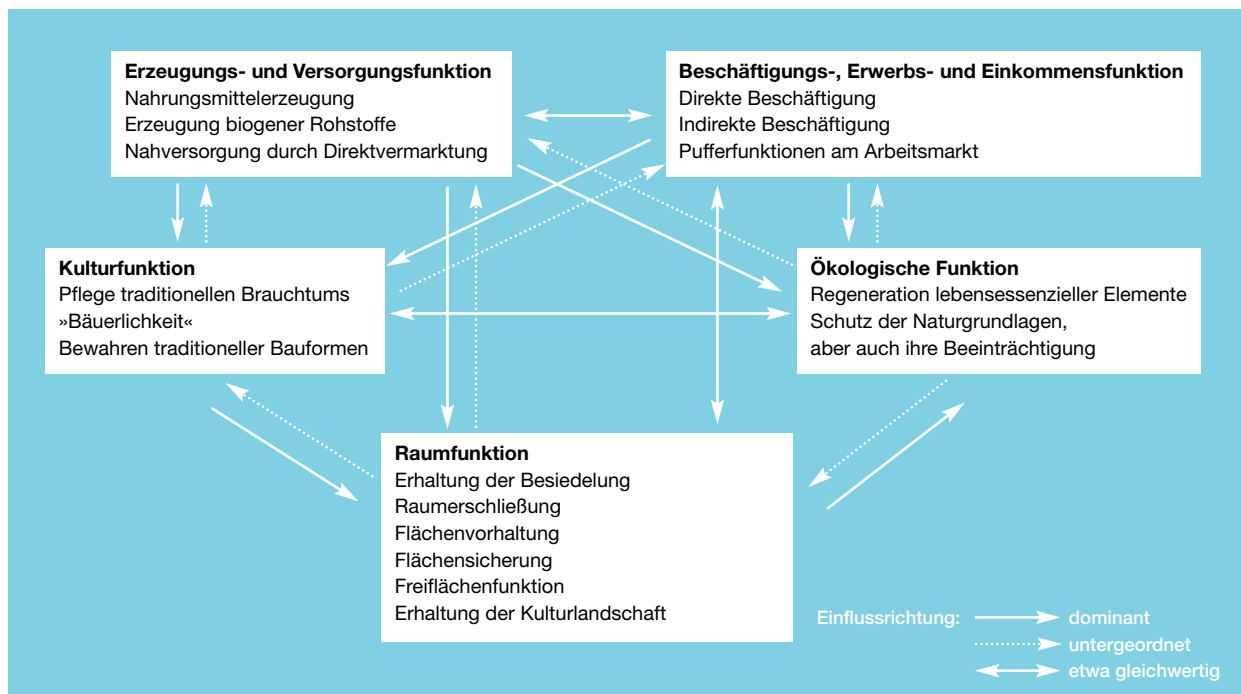 Erzeugungs- und Versorgungsfunktion
Nahrungsmittelerzeugung
Erzeugung biogener Rohstoffe
Nahversorgung durch Direktvermarktung
Beschäftigungs-, Erwerbs- und Einkommensfunktion
Direkte Beschäftigung
Indirekte Beschäftigung
Pufferfunktionen am Arbeitsmarkt
Kulturfunktion
Pflege traditionellen Brauchtums
»Bäuerlichkeit«
Bewahren traditioneller Bauformen
Ökologische Funktion
Regeneration lebensessenzieller Elemente
Schutz der Naturgrundlagen,
aber auch ihre Beeinträchtigung
Raumfunktion
Erhaltung der Besiedelung
Raumerschließung
Flächenvorhaltung
Flächensicherung
Freiflächenfunktion
Erhaltung der Kulturlandschaft
Einflussrichtung: dominant
untergeordnet
etwa gleichwertig